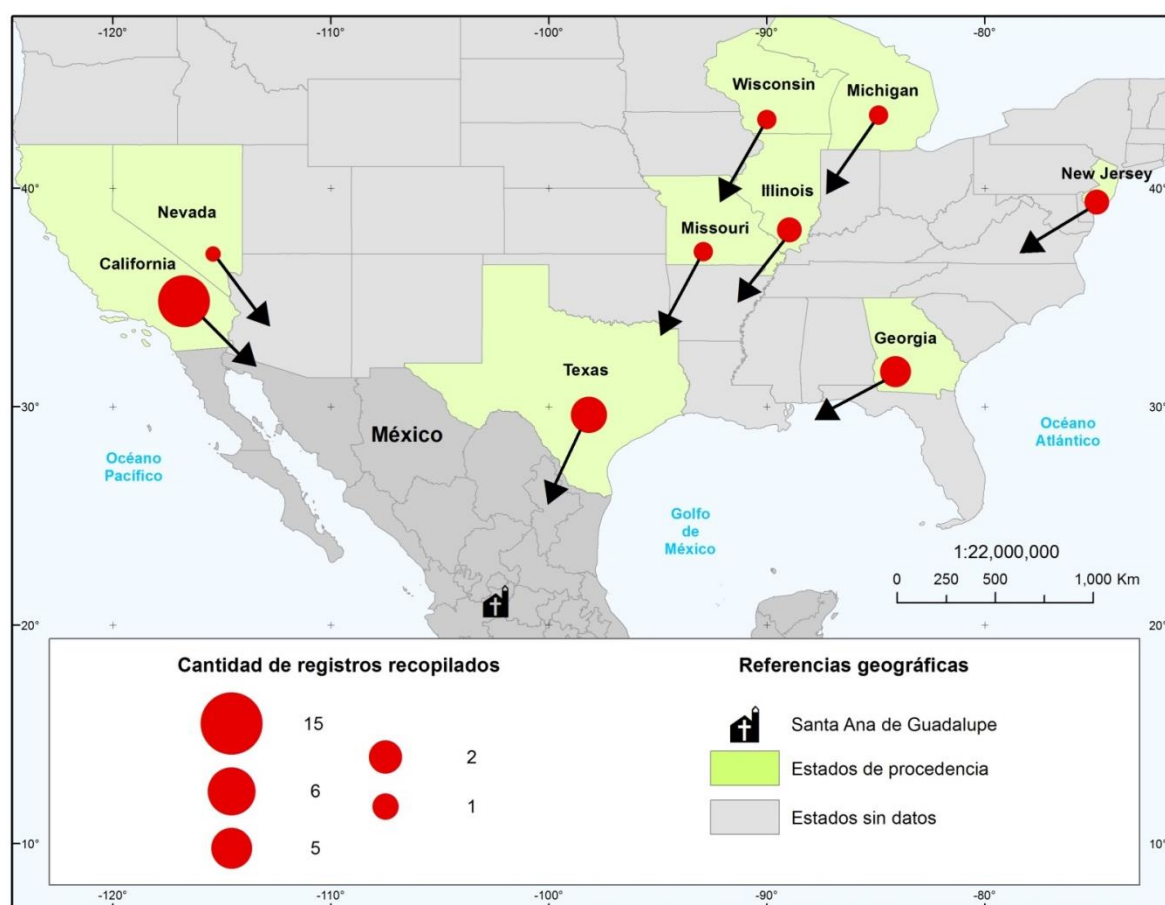 -120°
-110°
-100°
-90°
-80°
Wisconsin
Michigan
40°
New Jersey
40°
Illinois
Nevada
Missouri
California
Georgia
Texas
30°
México
30°
Océano
Pacífico
Océano
Atlántico
Golfo
de
México
1:22,000,000
0 250 500 1,000 Km
20°
20°
Cantidad de registros recopilados
15
6
5
2
1
Referencias geográficas
Santa Ana de Guadalupe
Estados de procedencia
Estados sin datos
10°
10°
-120°
-110°
-100°
-90°
-80°